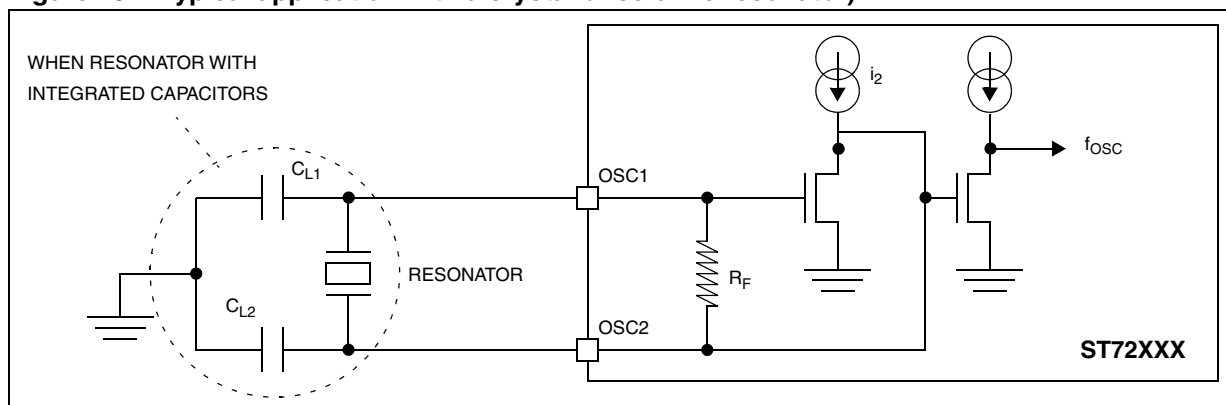 WHEN RESONATOR WITH
INTEGRATED CAPACITORS
i2
fOSC
CL1
OSC1
RESONATOR
RF
CL2
OSC2
ST72XXX